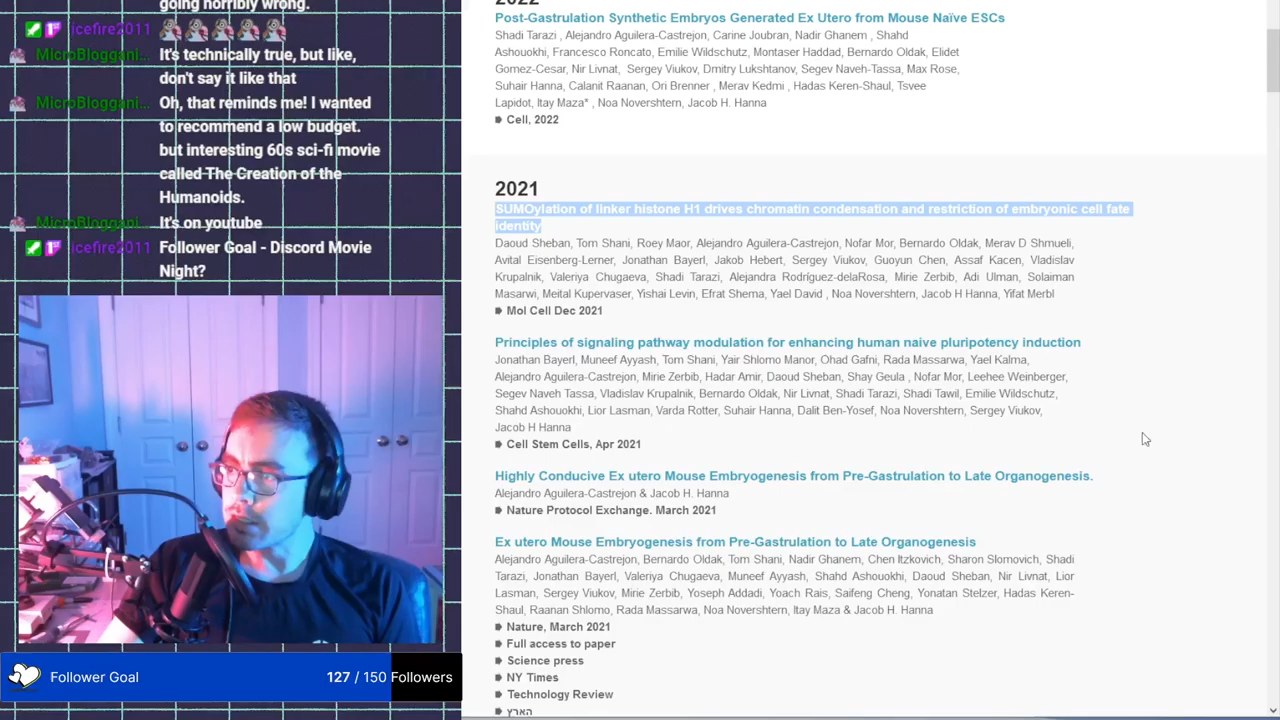 going horribly wrong.
icefire2011
MicroBloggani... It's technically true, but like,
don't say it like that
MicroBloggani... Oh, that reminds me! I wanted
to recommend a low budget.
but interesting 60s sci-fi movie
called The Creation of the
Humanoids.
MicroBloggani... It's on youtube
icefire2011 Follower Goal - Discord Movie
Night?
Follower Goal 127 / 150 Followers
2022
Post-Gastrulation Synthetic Embryos Generated Ex Utero from Mouse Naïve ESCs
Shadi Tarazi , Alejandro Aguilera-Castrejon, Carine Joubran, Nadir Ghanem , Shahd
Ashouokhi, Francesco Roncato, Emilie Wildschutz, Montaser Haddad, Bernardo Oldak, Elidet
Gomez-Cesar, Nir Livnat, Sergey Viukov, Dmitry Lukshtanov, Segev Naveh-Tassa, Max Rose,
Suhair Hanna, Calanit Raanan, Ori Brenner , Merav Kedmi , Hadas Keren-Shaul, Tsvee
Lapidot, Itay Maza* , Noa Novershtern, Jacob H. Hanna
Cell, 2022
2021
SUMOylation of linker histone H1 drives chromatin condensation and restriction of embryonic cell fate
identity
Daoud Sheban, Tom Shani, Roey Maor, Alejandro Aguilera-Castrejon, Nofar Mor, Bernardo Oldak, Merav D Shmueli,
Avital Eisenberg-Lerner, Jonathan Bayerl, Jakob Hebert, Sergey Viukov, Guoyun Chen, Assaf Kacen, Vladislav
Krupalnik, Valeriya Chugaeva, Shadi Tarazi, Alejandra Rodríguez-delaRosa, Mirie Zerbib, Adi Ulman, Solaiman
Masarwi, Meital Kupervaser, Yishai Levin, Efrat Shema, Yael David , Noa Novershtern, Jacob H Hanna, Yifat Merbl
Mol Cell Dec 2021
Principles of signaling pathway modulation for enhancing human naive pluripotency induction
Jonathan Bayerl, Muneef Ayyash, Tom Shani, Yair Shlomo Manor, Ohad Gafni, Rada Massarwa, Yael Kalma,
Alejandro Aguilera-Castrejon, Mirie Zerbib, Hadar Amir, Daoud Sheban, Shay Geula , Nofar Mor, Leehee Weinberger,
Segev Naveh Tassa, Vladislav Krupalnik, Bernardo Oldak, Nir Livnat, Shadi Tarazi, Shadi Tawil, Emilie Wildschutz,
Shahd Ashouokhi, Lior Lasman, Varda Rotter, Suhair Hanna, Dalit Ben-Yosef, Noa Novershtern, Sergey Viukov,
Jacob H Hanna
Cell Stem Cells, Apr 2021
Highly Conducive Ex utero Mouse Embryogenesis from Pre-Gastrulation to Late Organogenesis.
Alejandro Aguilera-Castrejon & Jacob H. Hanna
Nature Protocol Exchange. March 2021
Ex utero Mouse Embryogenesis from Pre-Gastrulation to Late Organogenesis
Alejandro Aguilera-Castrejon, Bernardo Oldak, Tom Shani, Nadir Ghanem, Chen Itzkovich, Sharon Slomovich, Shadi
Tarazi, Jonathan Bayerl, Valeriya Chugaeva, Muneef Ayyash, Shahd Ashouokhi, Daoud Sheban, Nir Livnat, Lior
Lasman, Sergey Viukov, Mirie Zerbib, Yoseph Addadi, Yoach Rais, Saifeng Cheng, Yonatan Stelzer, Hadas Keren-
Shaul, Raanan Shlomo, Rada Massarwa, Noa Novershtern, Itay Maza & Jacob H. Hanna
Nature, March 2021
Full access to paper
Science press
NY Times
Technology Review
הארץ